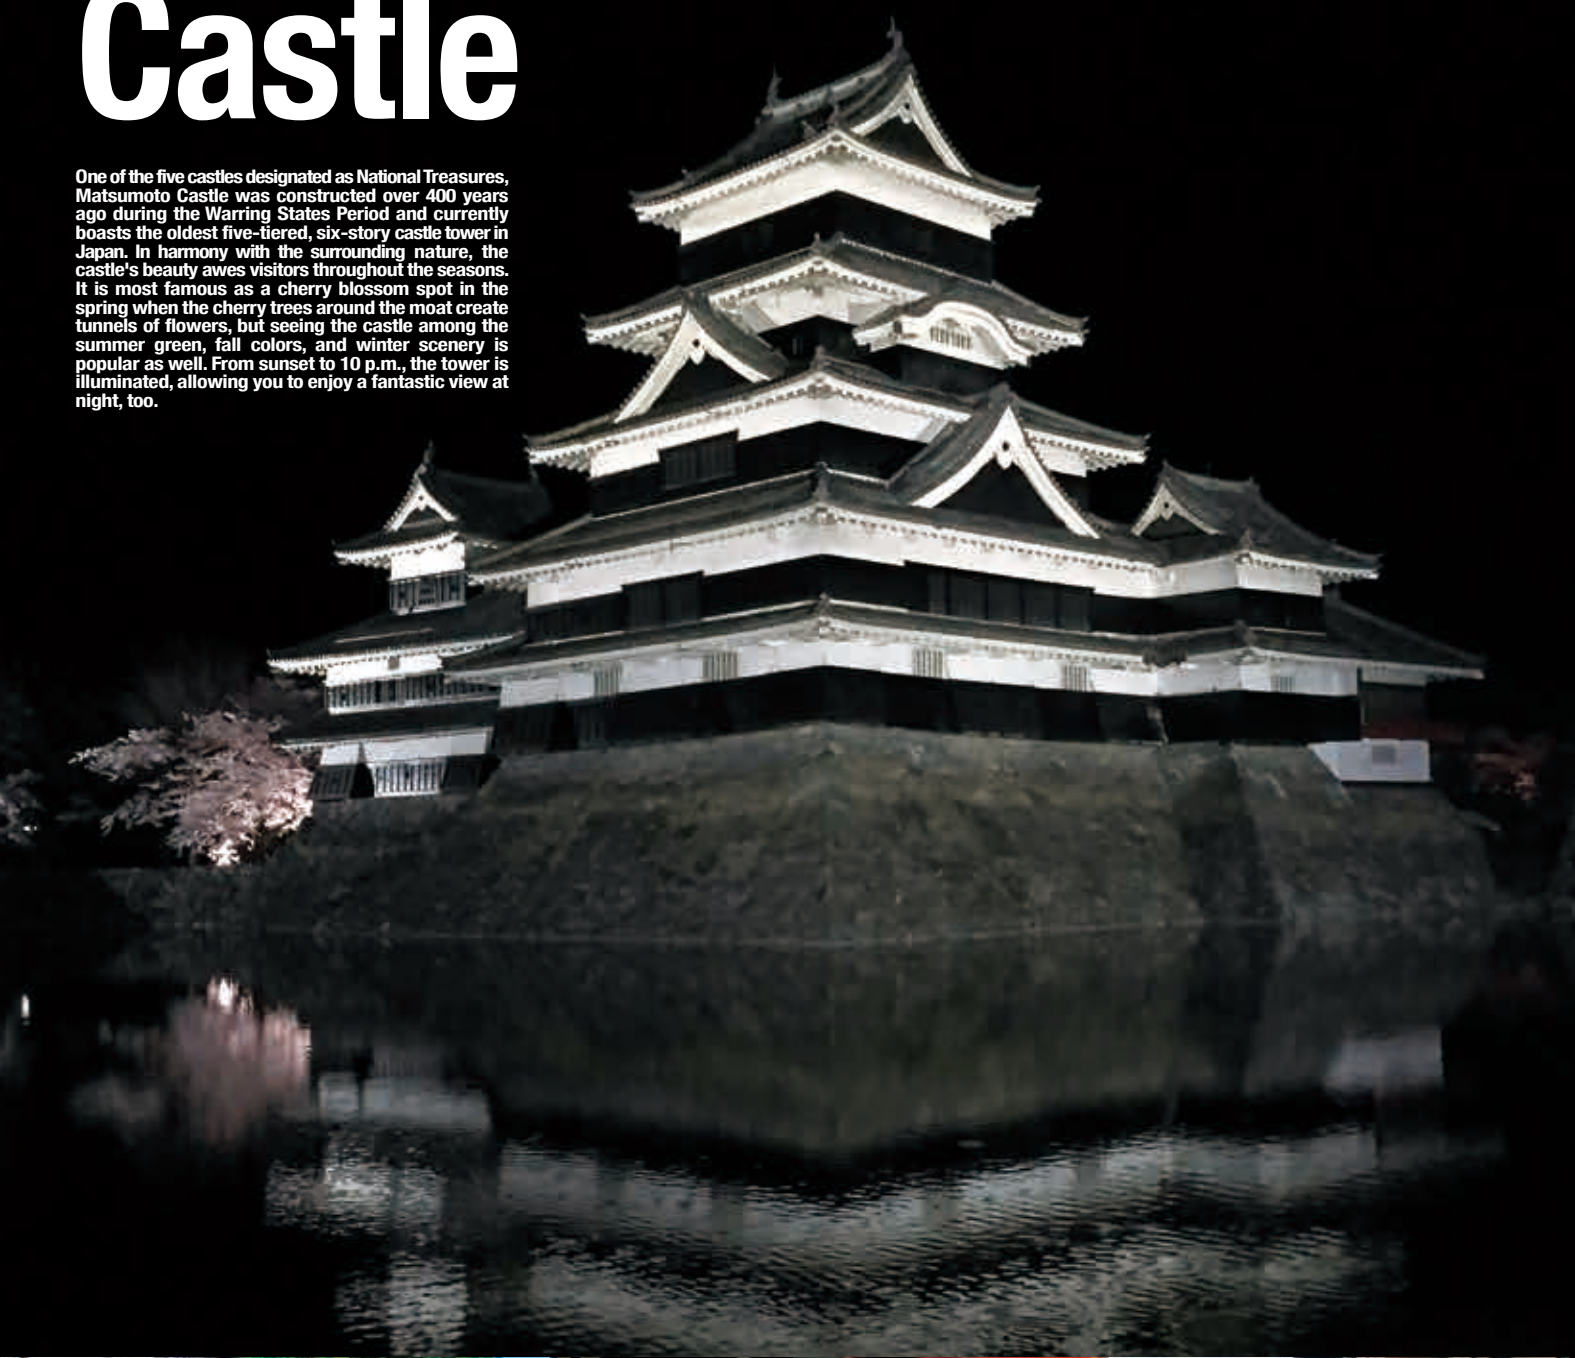 Castle
One of the five castles designated as National Treasures,
Matsumoto Castle was constructed over 400 years
ago during the Warring States Period and currently
boasts the oldest five-tiered, six-story castle tower in
Japan. In harmony with the surrounding nature, the
castle's beauty awes visitors throughout the seasons.
It is most famous as a cherry blossom spot in the
spring when the cherry trees around the moat create
tunnels of flowers, but seeing the castle among the
summer green, fall colors, and winter scenery is
popular as well. From sunset to 10 p.m., the tower is
illuminated, allowing you to enjoy a fantastic view at
night, too.